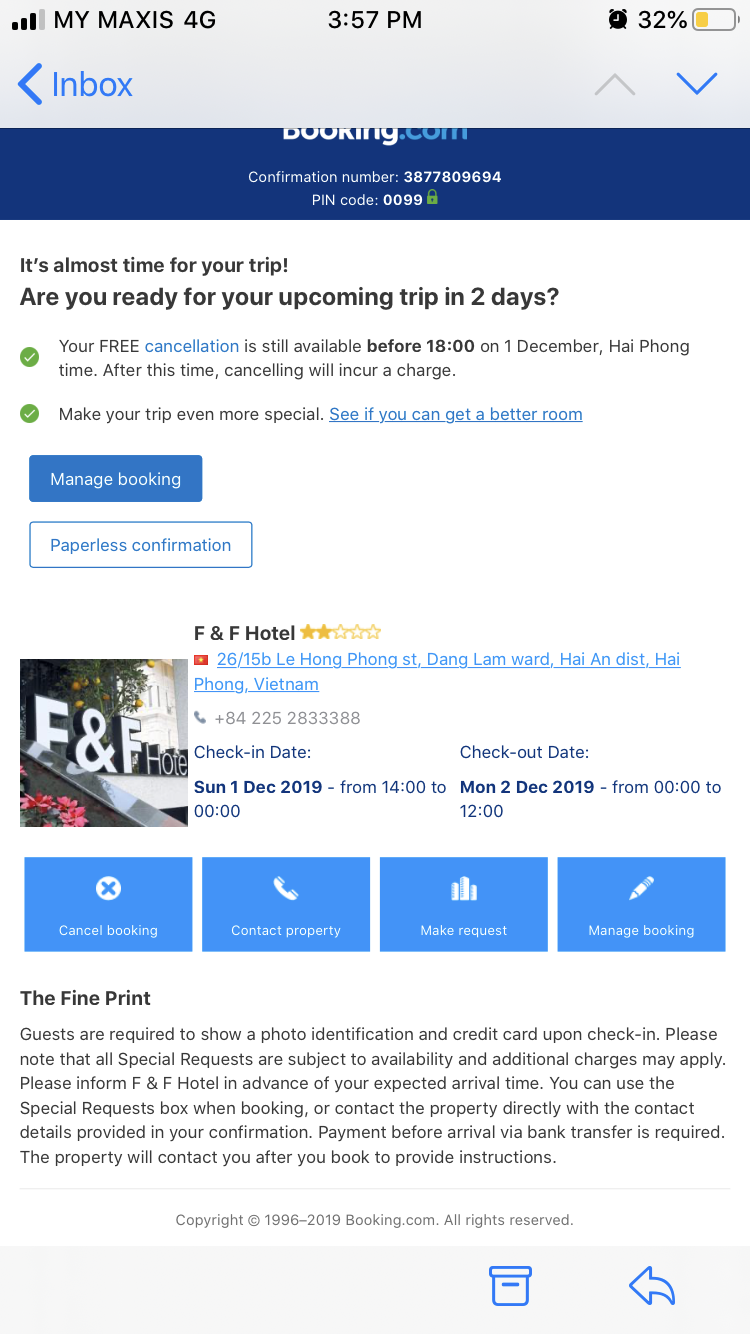 MY MAXIS 4G 3:57 PM 32%
Inbox
Booking.com
Confirmation number: 3877809694
PIN code: 0099
It's almost time for your trip!
Are you ready for your upcoming trip in 2 days?
Your FREE cancellation is still available before 18:00 on 1 December, Hai Phong
time. After this time, cancelling will incur a charge.
Make your trip even more special. See if you can get a better room
Manage booking
Paperless confirmation
F & F Hotel
26/15b Le Hong Phong st, Dang Lam ward, Hai An dist, Hai
Phong, Vietnam
+84 225 2833388
F&F Hotel
Check-in Date: Check-out Date:
Sun 1 Dec 2019 - from 14:00 to Mon 2 Dec 2019 - from 00:00 to
00:00 12:00
Cancel booking Contact property Make request Manage booking
The Fine Print
Guests are required to show a photo identification and credit card upon check-in. Please
note that all Special Requests are subject to availability and additional charges may apply.
Please inform F & F Hotel in advance of your expected arrival time. You can use the
Special Requests box when booking, or contact the property directly with the contact
details provided in your confirmation. Payment before arrival via bank transfer is required.
The property will contact you after you book to provide instructions.
Copyright © 1996–2019 Booking.com. All rights reserved.